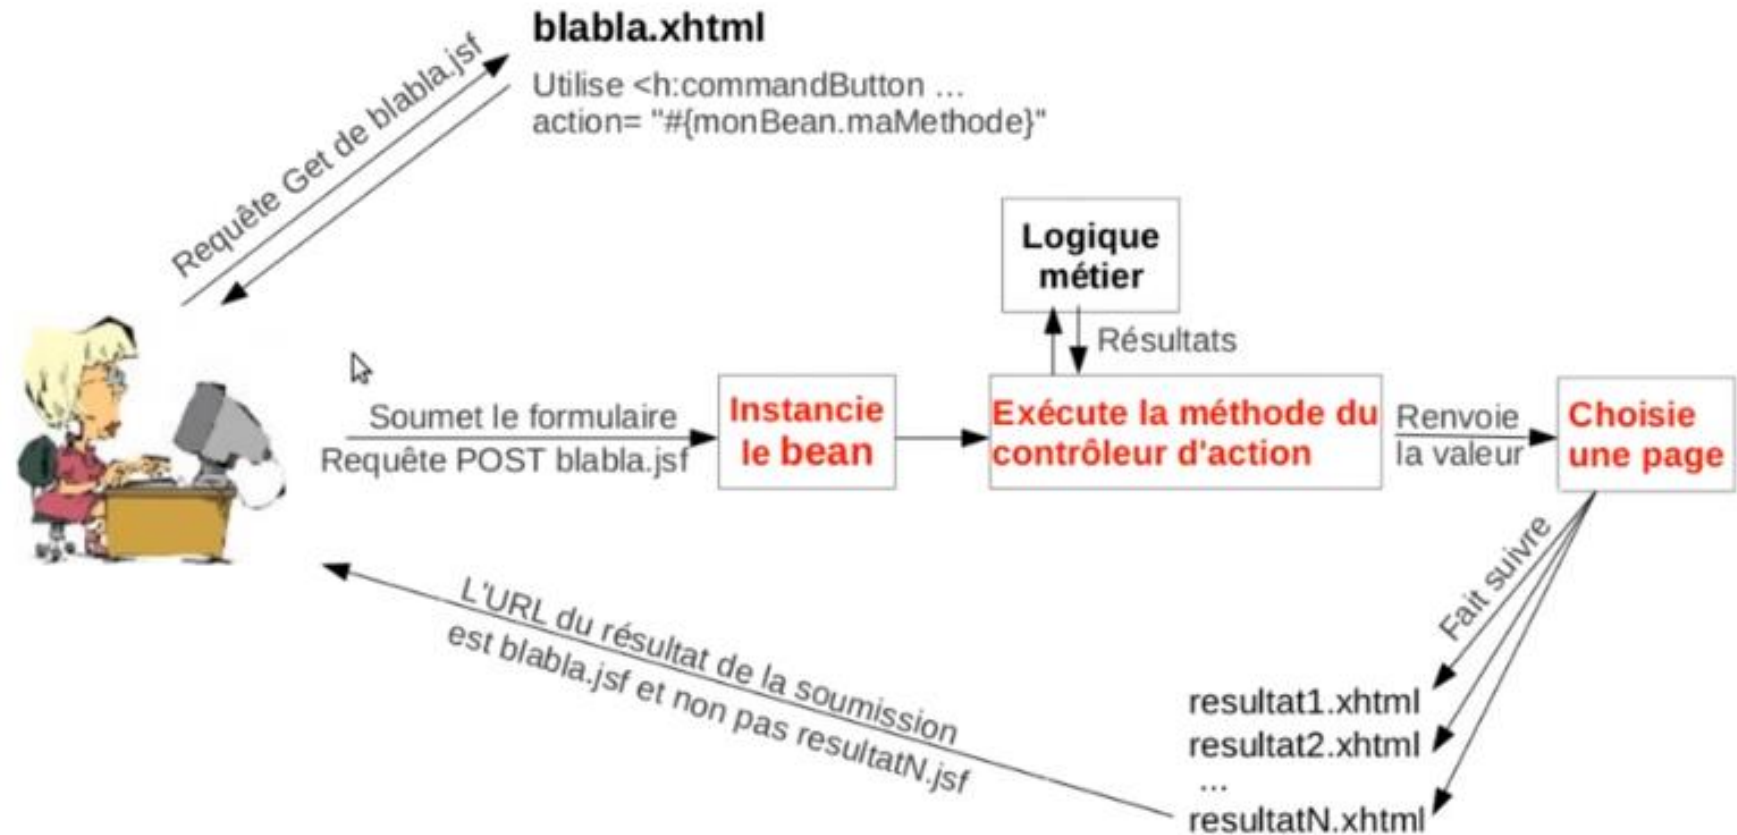 blabla.xhtml
Utilise <h:commandButton ...
action= "#{monBean.maMethode}"
Requête Get de blabla.jsf
Logique
métier
Résultats
Soumet le formulaire
Requête POST blabla.jsf
Instancie
le bean
Exécute la méthode du
contrôleur d'action
Renvoie
la valeur
Choisie
une page
Fait suivre
resultat1.xhtml
resultat2.xhtml
...
resultatN.xhtml
L'URL du résultat de la soumission
est blabla.jsf et non pas resultatN.jsf